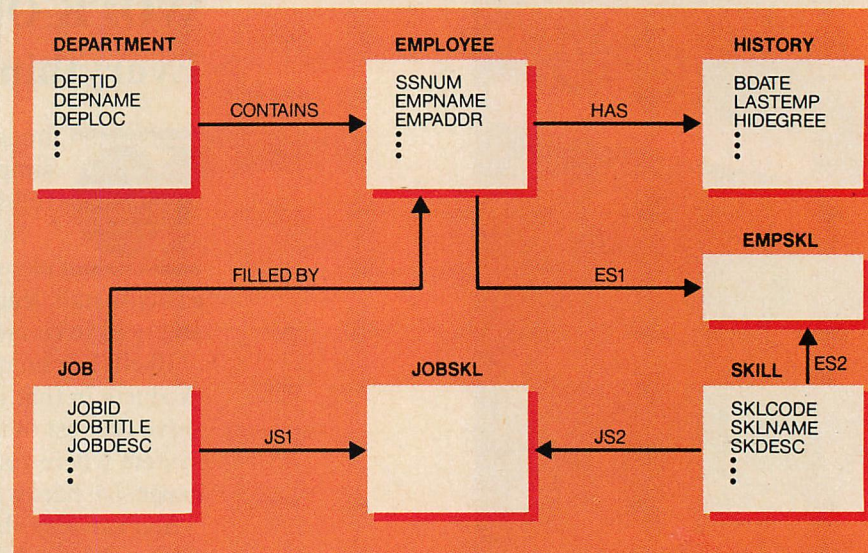 DEPARTMENT
DEPTID
DEPNAME
DEPLOC
CONTAINS
EMPLOYEE
SSNUM
EMPNAME
EMPADDR
HAS
HISTORY
BDATE
LASTEMP
HIDEGREE
FILLED BY
ES1
EMPSKL
ES2
JOB
JOBID
JOBTITLE
JOBDESC
JS1
JOBSKL
JS2
SKILL
SKLCODE
SKLNAME
SKDESC